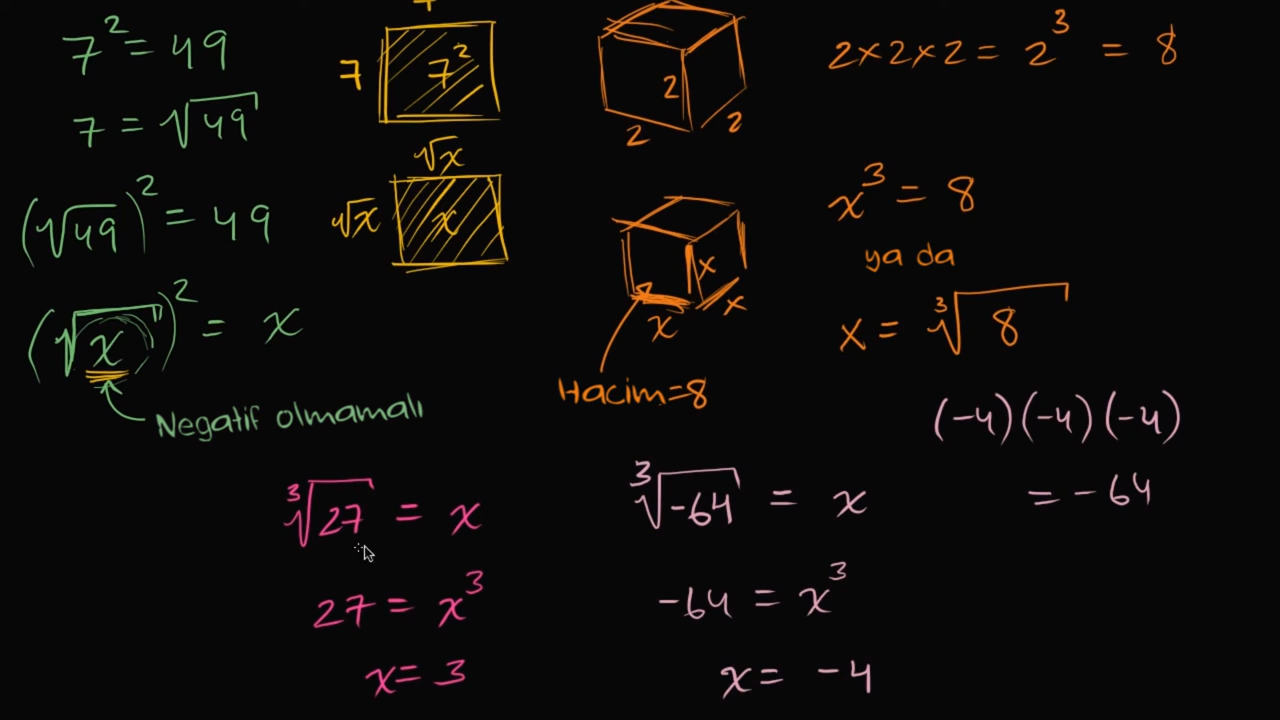 7² = 49
7 = √49
(√49)² = 49
(√x)² = x
Negatif olmamalı
7
7
7²
√x
√x
x
2
2
2
2×2×2 = 2³ = 8
x
x
x
Hacim=8
x³ = 8
ya da
x = ∛8
∛27 = x
27 = x³
x = 3
∛-64 = x
-64 = x³
x = -4
(-4)(-4)(-4)
= -64